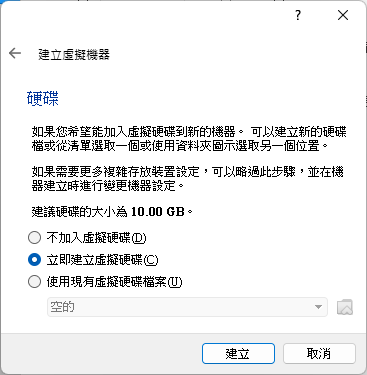 ?
建立虛擬機器
硬碟
如果您希望能加入虛擬硬碟到新的機器。 可以建立新的硬碟
檔或從清單選取一個或使用資料夾圖示選取另一個位置。
如果需要更多複雜存放裝置設定，可以略過此步驟，並在機
器建立時進行變更機器設定。
建議硬碟的大小為 10.00 GB。
不加入虛擬硬碟(D)
立即建立虛擬硬碟(C)
使用現有虛擬硬碟檔案(U)
空的
建立
取消